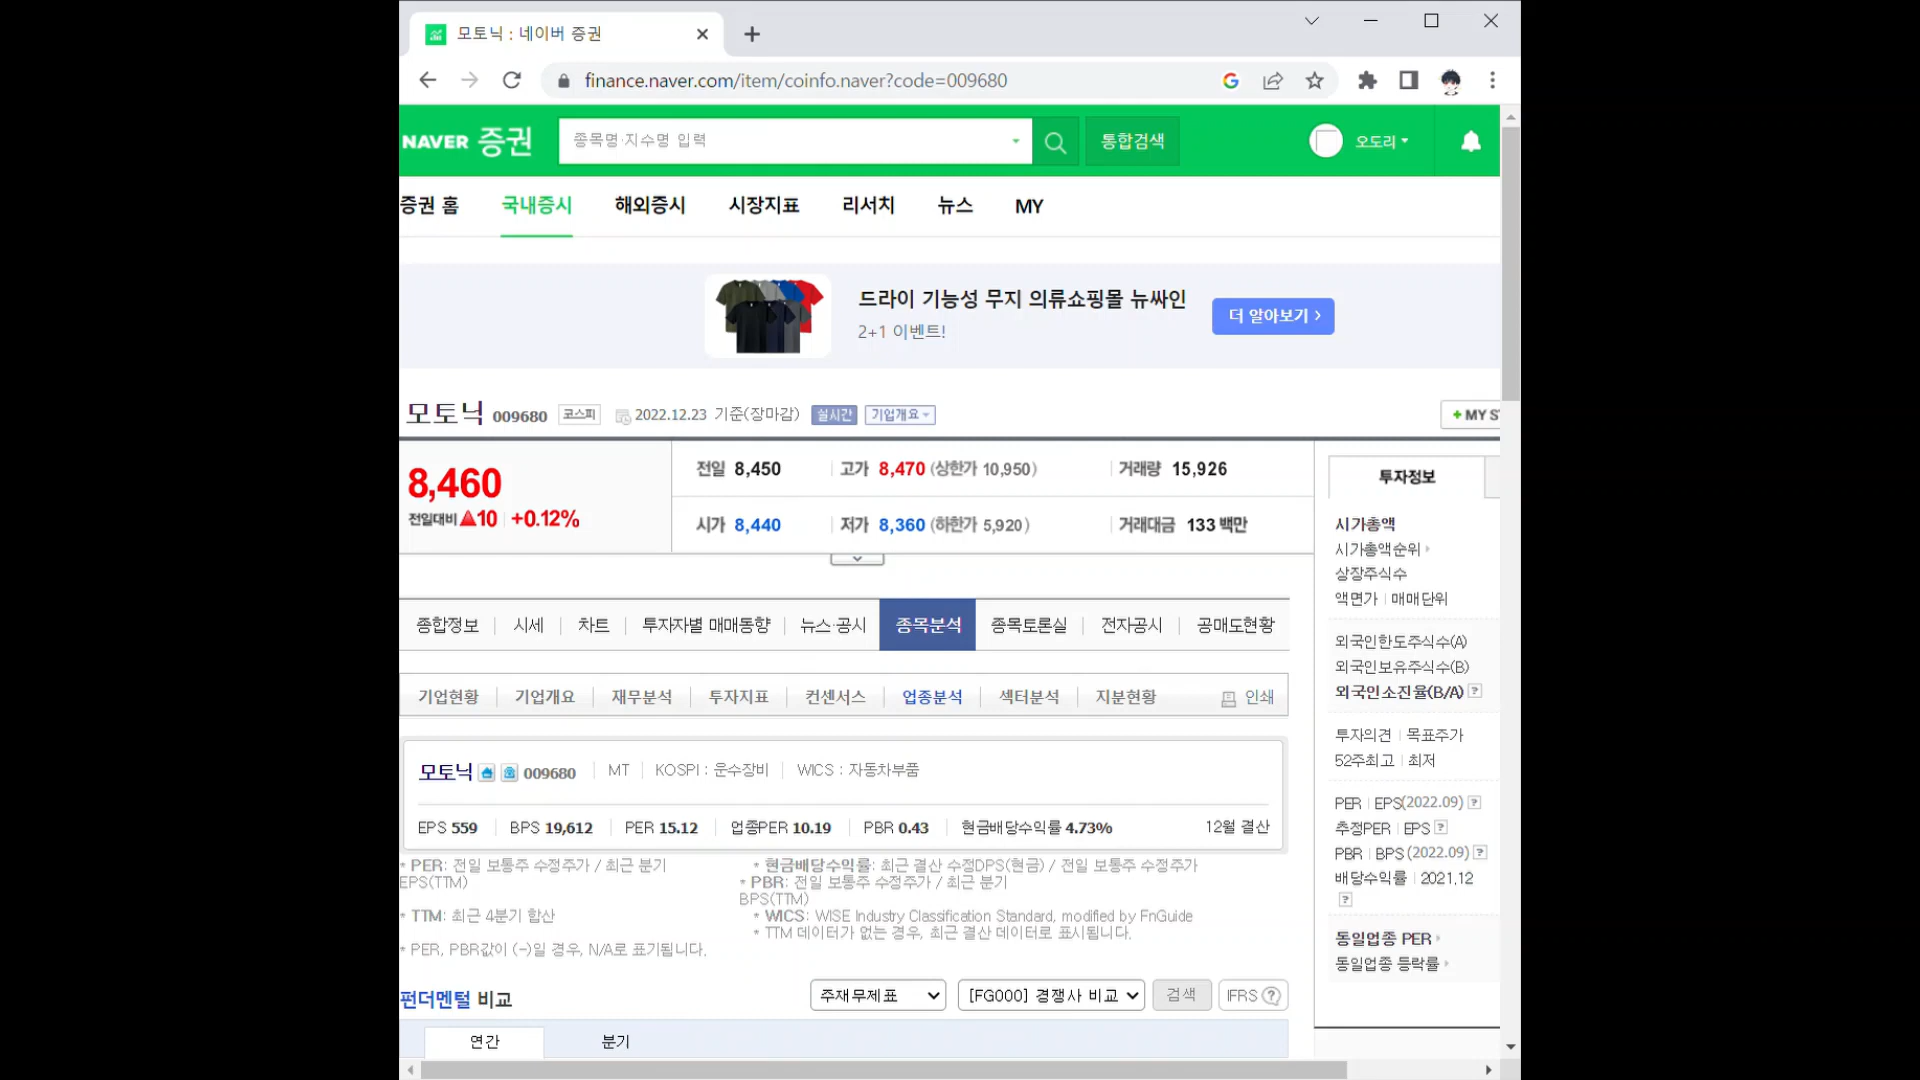 모토닉 : 네이버 증권
finance.naver.com/item/coinfo.naver?code=009680
NAVER 증권 종목명·지수명 입력 통합검색 오도리
증권 홈 국내증시 해외증시 시장지표 리서치 뉴스 MY
드라이 기능성 무지 의류쇼핑몰 뉴싸인
2+1 이벤트!
더 알아보기 >
모토닉 009680 코스피 2022.12.23 기준(장마감) 실시간 기업개요
+ MY S
8,460
전일대비 ▲10 +0.12%
전일 8,450 고가 8,470 (상한가 10,950) 거래량 15,926
시가 8,440 저가 8,360 (하한가 5,920) 거래대금 133 백만
투자정보
시가총액
시가총액순위
상장주식수
액면가 | 매매단위
외국인한도주식수(A)
외국인보유주식수(B)
외국인소진율(B/A) ?
투자의견 | 목표주가
52주최고 | 최저
PER | EPS(2022.09) ?
추정PER | EPS ?
PBR | BPS (2022.09) ?
배당수익률 | 2021.12
?
동일업종 PER
동일업종 등락률
종합정보 시세 차트 투자자별 매매동향 뉴스·공시 종목분석 종목토론실 전자공시 공매도현황
기업현황 기업개요 재무분석 투자지표 컨센서스 업종분석 섹터분석 지분현황 인쇄
모토닉 009680 MT KOSPI : 운수장비 WICS : 자동차부품
EPS 559 BPS 19,612 PER 15.12 업종PER 10.19 PBR 0.43 현금배당수익률 4.73% 12월 결산
* PER: 전일 보통주 수정주가 / 최근 분기
EPS(TTM)
* 현금배당수익률: 최근 결산 수정DPS(현금) / 전일 보통주 수정주가
* PBR: 전일 보통주 수정주가 / 최근 분기
BPS(TTM)
* TTM: 최근 4분기 합산
* WICS: WISE Industry Classification Standard, modified by FnGuide
* TTM 데이터가 없는 경우, 최근 결산 데이터로 표시됩니다.
* PER, PBR값이 (-)일 경우, N/A로 표기됩니다.
펀더멘털 비교 주재무제표 [FG000] 경쟁사 비교 검색 IFRS ?
연간 분기